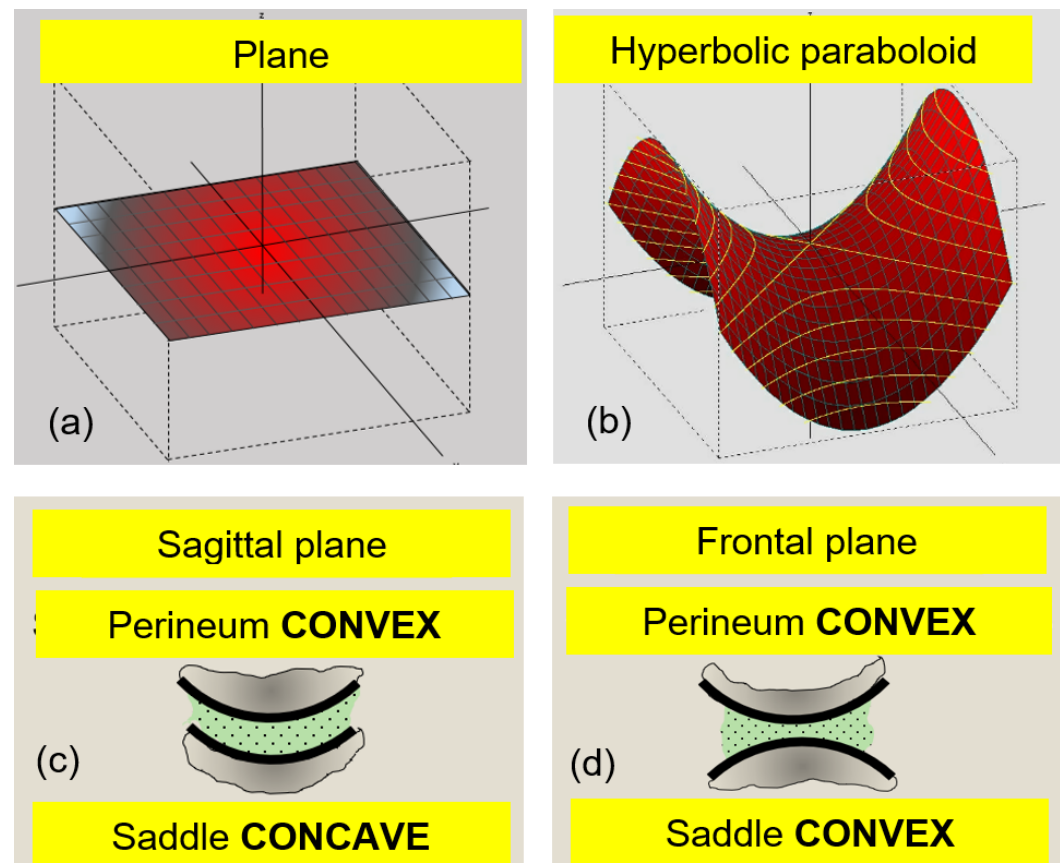 Plane
Hyperbolic paraboloid
z
(a)
(b)
Sagittal plane
Frontal plane
Perineum CONVEX
Perineum CONVEX
(c)
(d)
Saddle CONCAVE
Saddle CONVEX